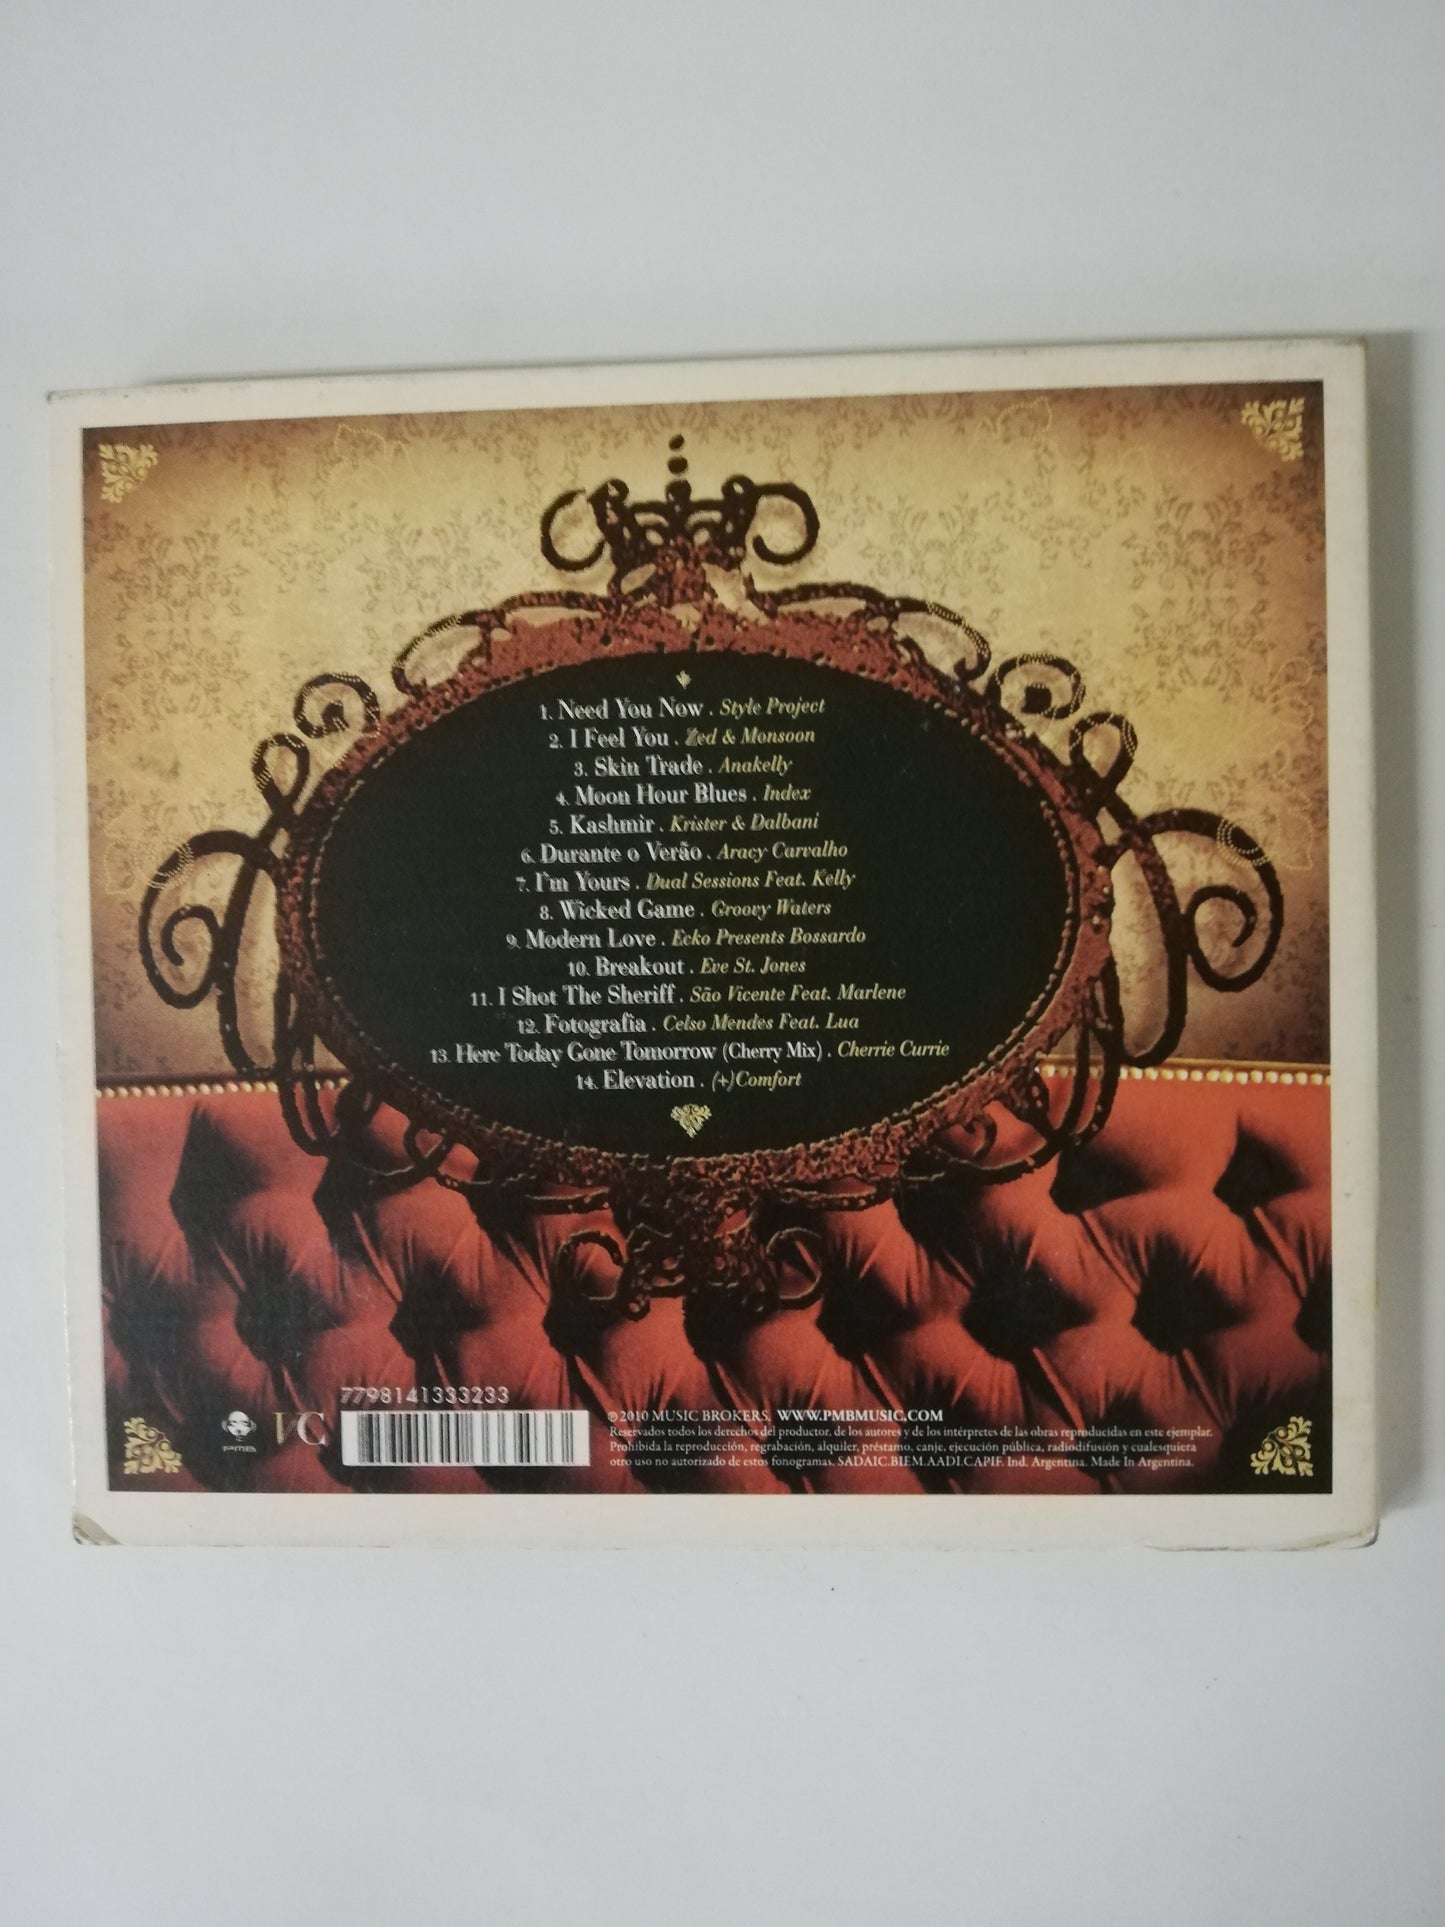 1. Need You Now . Style Project
2. I Feel You . Zed & Monsoon
3. Skin Trade . Anakelly
4. Moon Hour Blues . Index
5. Kashmir . Krister & Dalbani
6. Durante o Verão . Aracy Carvalho
7. I'm Yours . Dual Sessions Feat. Kelly
8. Wicked Game . Groovy Waters
9. Modern Love . Ecko Presents Bossardo
10. Breakout . Eve St. Jones
11. I Shot The Sheriff . São Vicente Feat. Marlene
12. Fotografia . Celso Mendes Feat. Lua
13. Here Today Gone Tomorrow (Cherry Mix) . Cherrie Currie
14. Elevation . (+)Comfort
7798141333233
PMB VC
℗2010 MUSIC BROKERS. WWW.PMBMUSIC.COM
Reservados todos los derechos del productor, de los autores y de los intérpretes de las obras reproducidas en este ejemplar.
Prohibida la reproducción, regrabación, alquiler, préstamo, canje, ejecución pública, radiodifusión y cualesquiera
otro uso no autorizado de estos fonogramas. SADAIC.BIEM.AADI.CAPIF. Ind. Argentina. Made In Argentina.